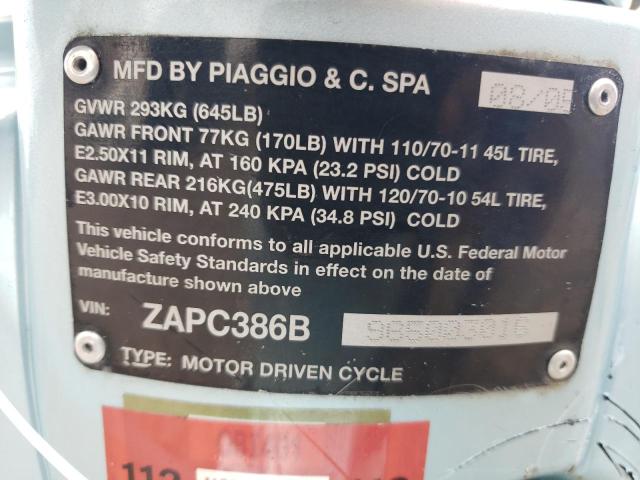 MFD BY PIAGGIO & C. SPA 08/05
GVWR 293KG (645LB)
GAWR FRONT 77KG (170LB) WITH 110/70-11 45L TIRE,
E2.50X11 RIM, AT 160 KPA (23.2 PSI) COLD
GAWR REAR 216KG(475LB) WITH 120/70-10 54L TIRE,
E3.00X10 RIM, AT 240 KPA (34.8 PSI) COLD
This vehicle conforms to all applicable U.S. Federal Motor
Vehicle Safety Standards in effect on the date of
manufacture shown above
VIN: ZAPC386B 985003016
TYPE: MOTOR DRIVEN CYCLE
113